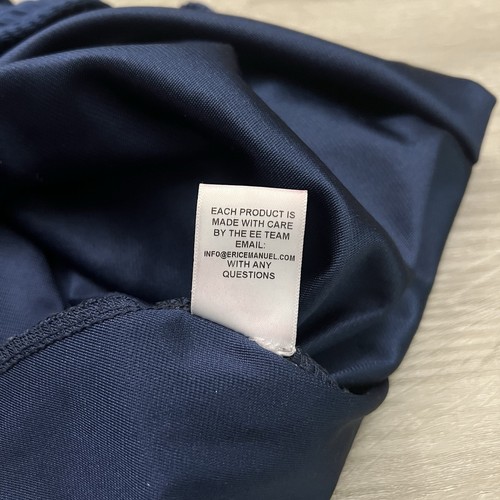 EACH PRODUCT IS
MADE WITH CARE
BY THE EE TEAM
EMAIL:
INFO@ERICEMANUEL.COM
WITH ANY
QUESTIONS